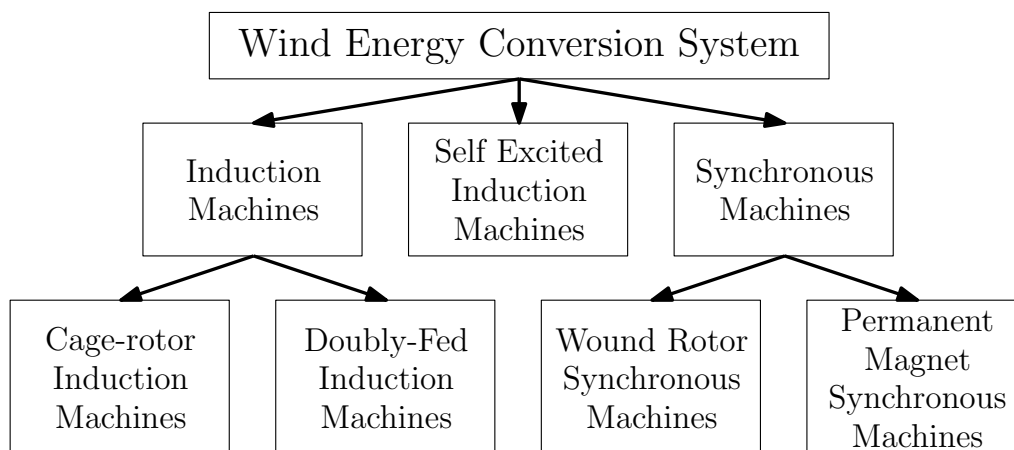 Wind Energy Conversion System
Induction
Machines
Self Excited
Induction
Machines
Synchronous
Machines
Cage-rotor
Induction
Machines
Doubly-Fed
Induction
Machines
Wound Rotor
Synchronous
Machines
Permanent
Magnet
Synchronous
Machines